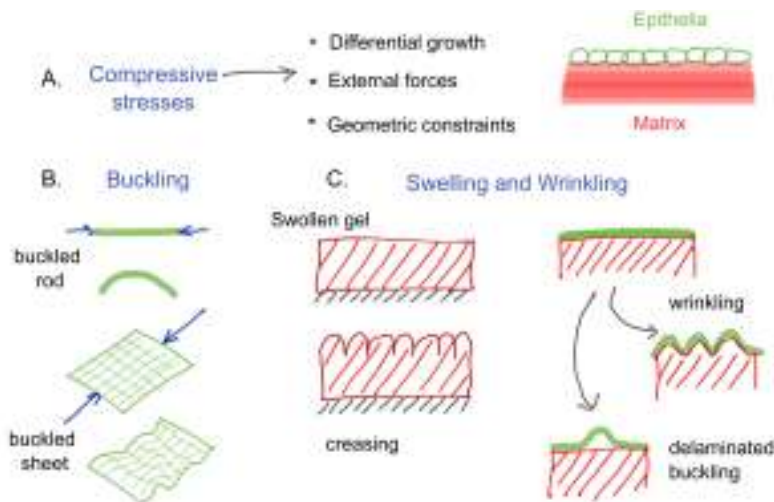 A.
Compressive
stresses
* Differential growth
* External forces
* Geometric constraints
Epithelia
Matrix
B.
Buckling
buckled
rod
buckled
sheet
C.
Swelling and Wrinkling
Swollen gel
creasing
wrinkling
delaminated
buckling